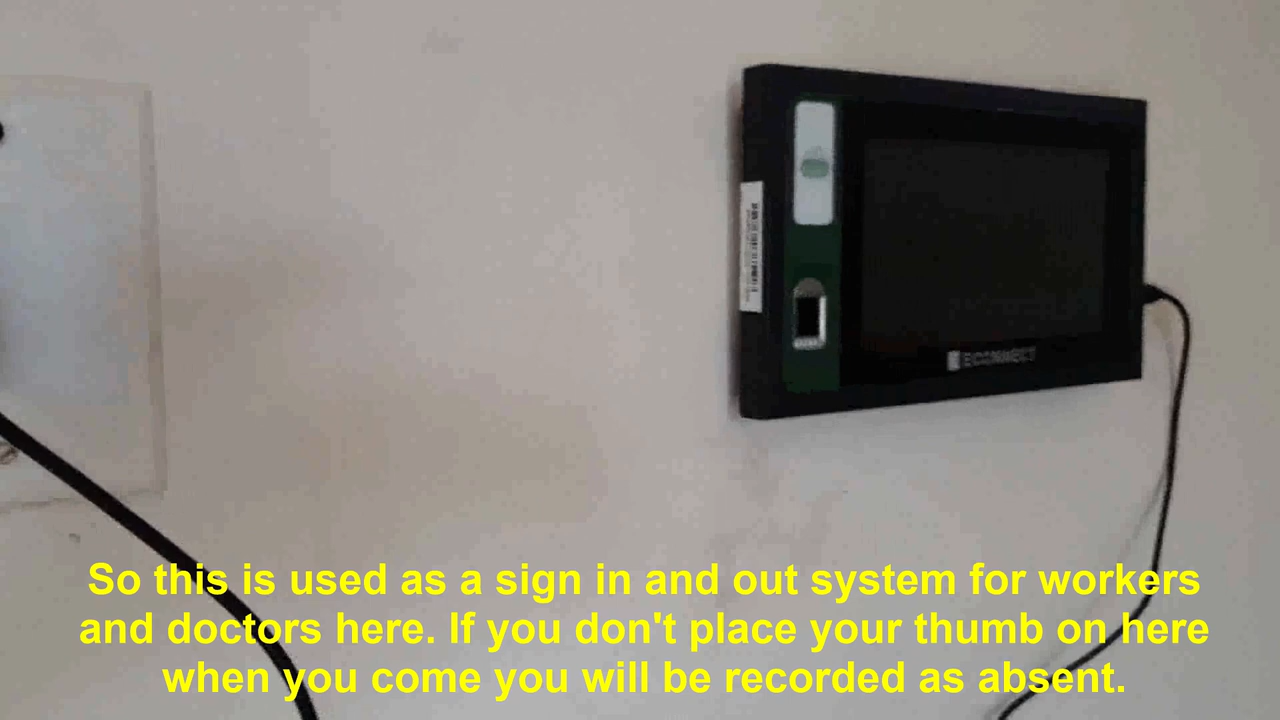 ECONNECT
So this is used as a sign in and out system for workers
and doctors here. If you don't place your thumb on here
when you come you will be recorded as absent.